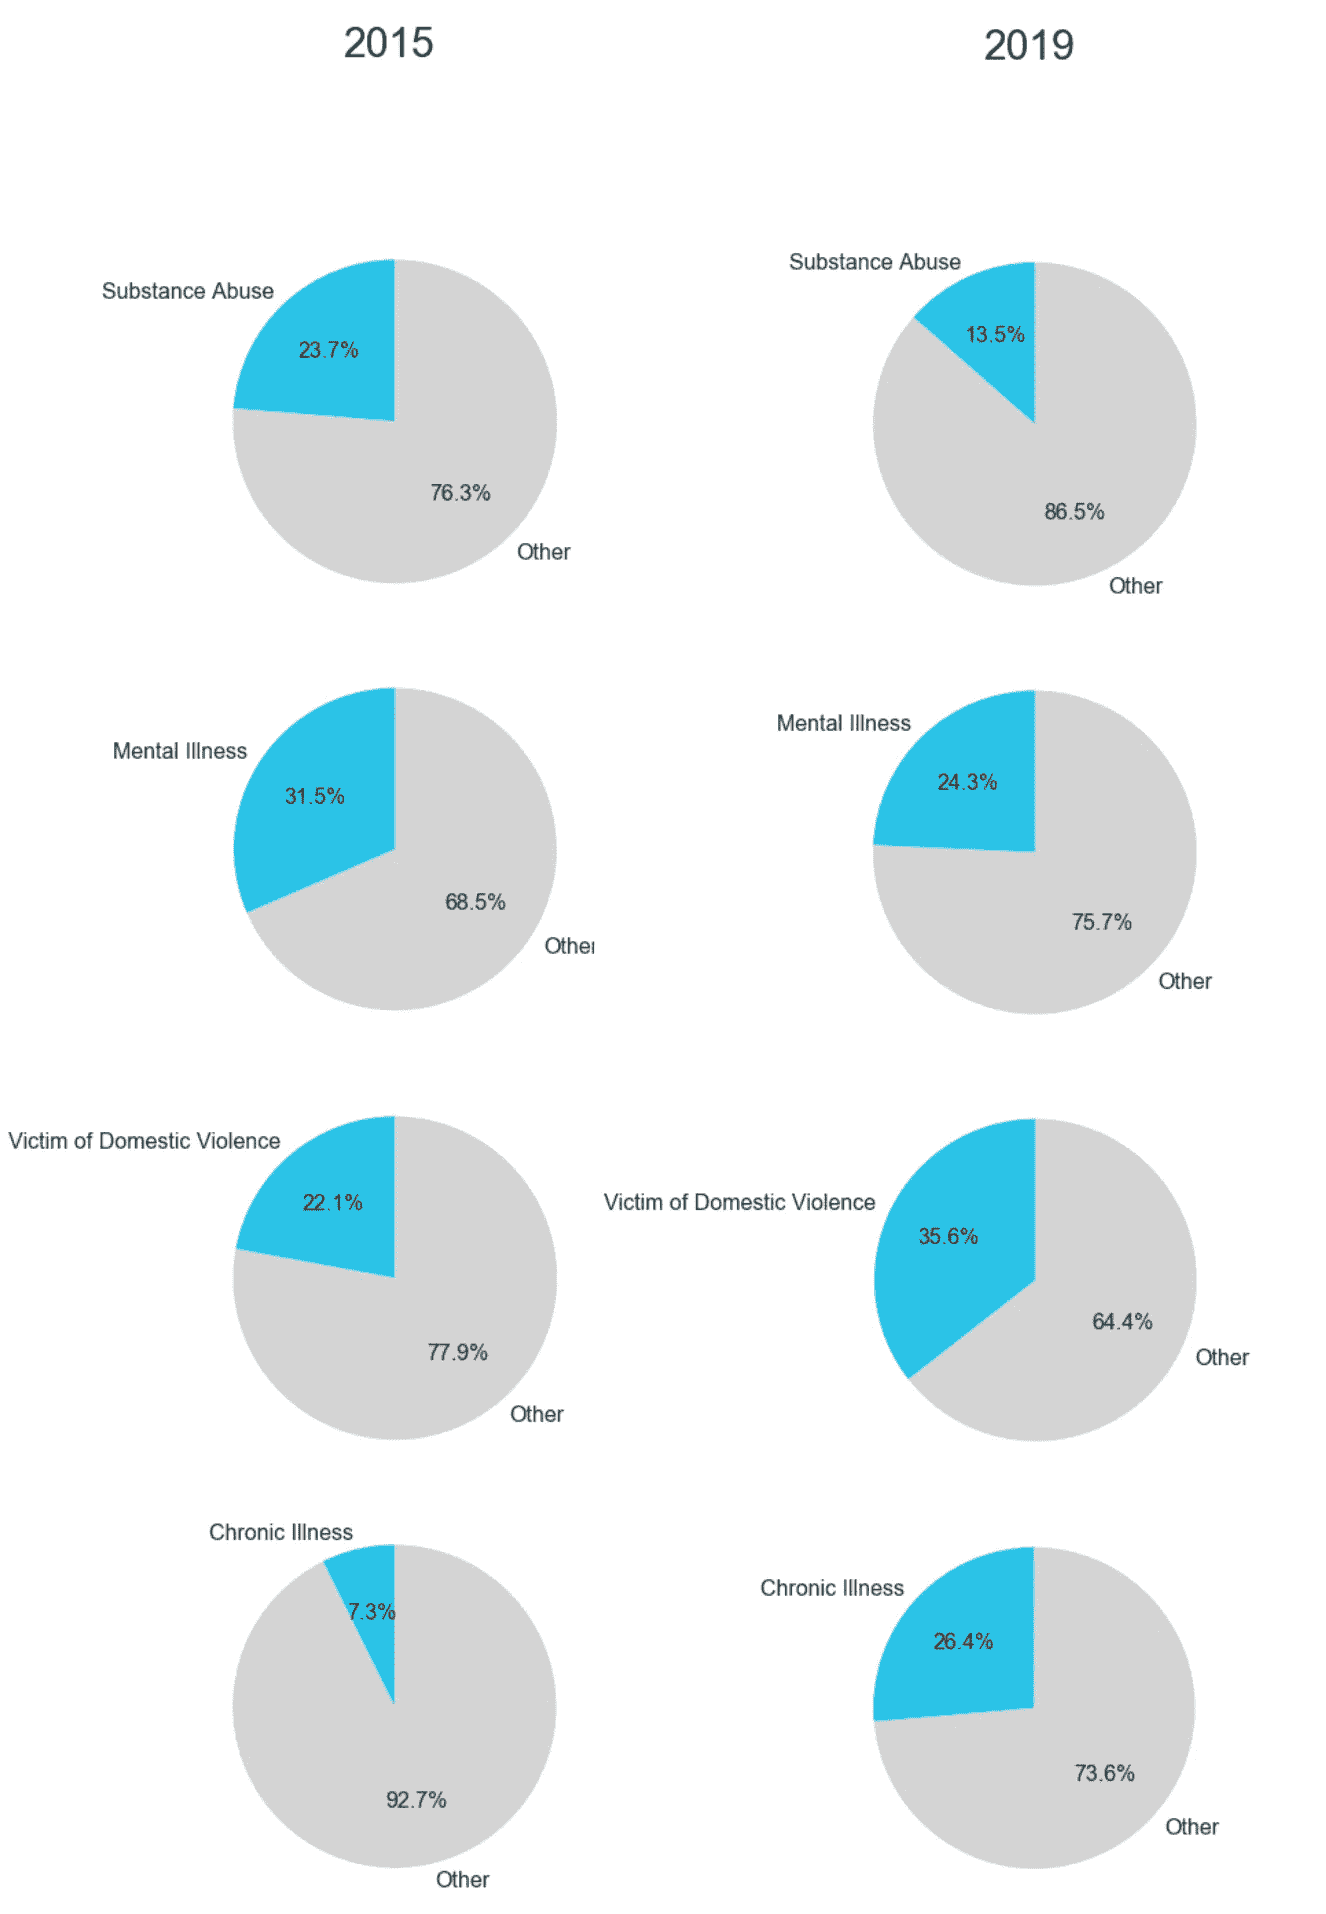 2015
2019
Substance Abuse
23.7%
76.3%
Other
Substance Abuse
13.5%
86.5%
Other
Mental Illness
31.5%
68.5%
Other
Mental Illness
24.3%
75.7%
Other
Victim of Domestic Violence
22.1%
77.9%
Other
Victim of Domestic Violence
35.6%
64.4%
Other
Chronic Illness
7.3%
92.7%
Other
Chronic Illness
26.4%
73.6%
Other